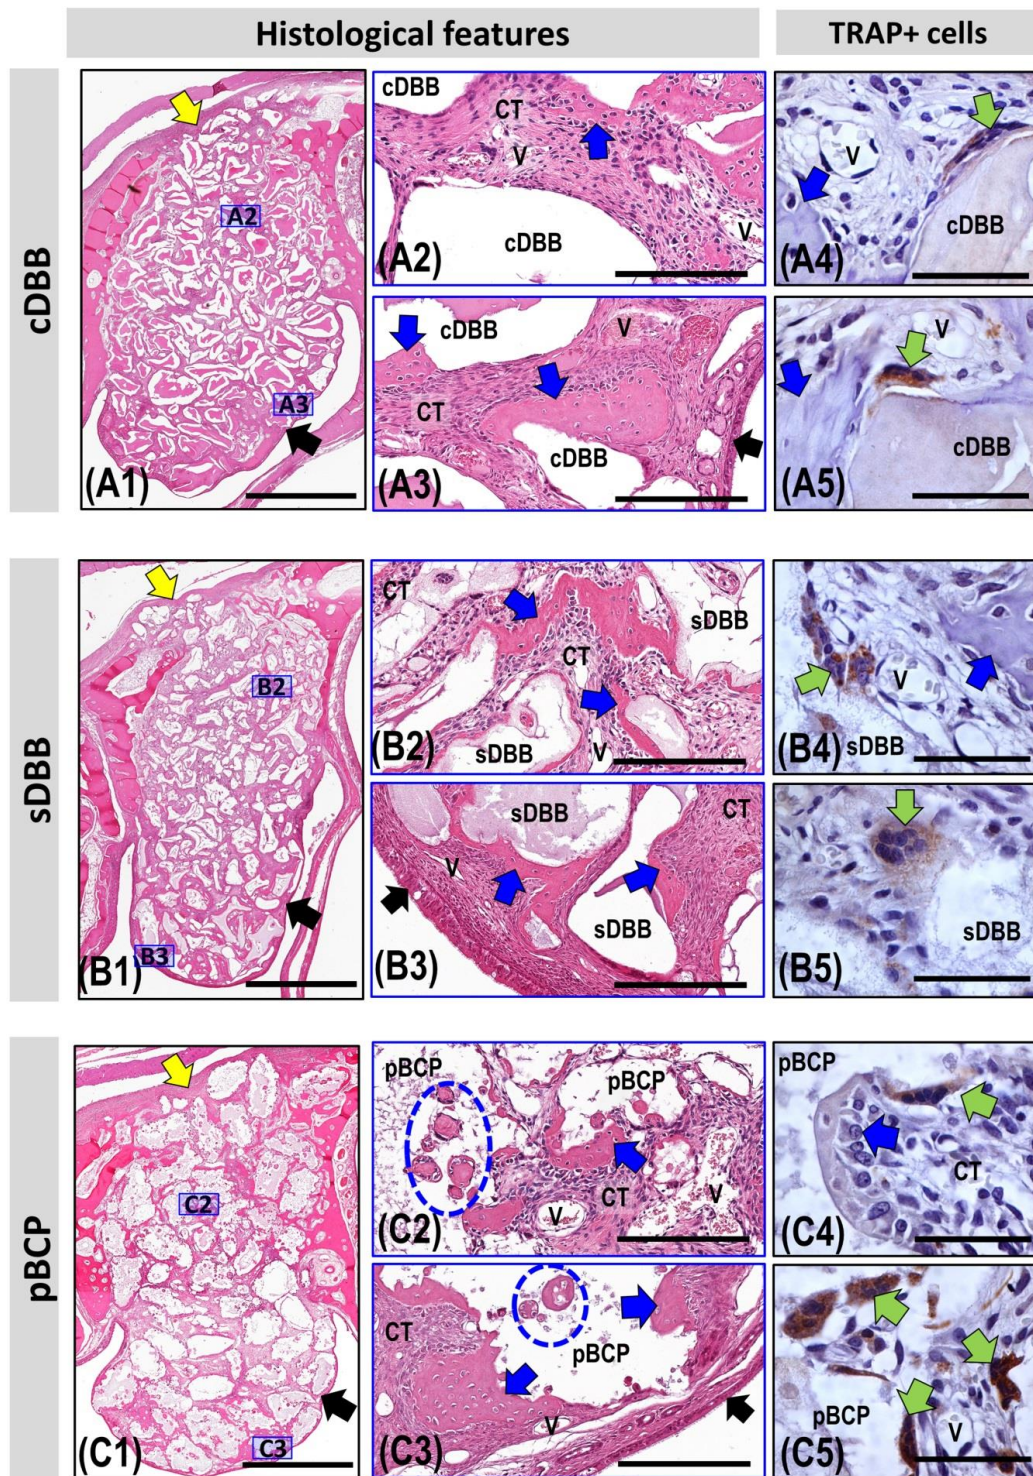 Histological features
TRAP+ cells
cDBB
A2
A3
(A1)
cDBB
CT
V
V
cDBB
(A2)
V
cDBB
(A4)
cDBB
V
CT
cDBB
(A3)
V
cDBB
(A5)
sDBB
B2
B3
(B1)
CT
sDBB
CT
sDBB
V
(B2)
V
sDBB
(B4)
sDBB
CT
V
sDBB
(B3)
sDBB
(B5)
pBCP
C2
C3
(C1)
pBCP
pBCP
CT
V
V
(C2)
pBCP
CT
(C4)
CT
pBCP
V
(C3)
pBCP
V
(C5)